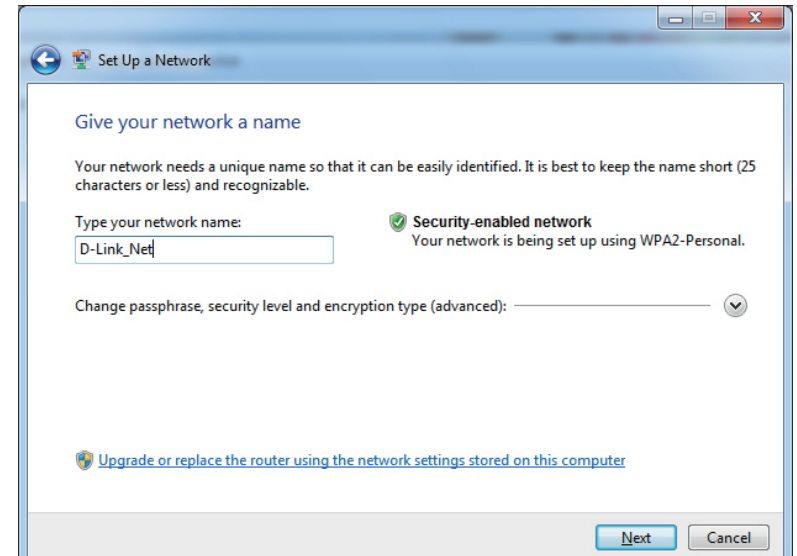 Set Up a Network
Give your network a name
Your network needs a unique name so that it can be easily identified. It is best to keep the name short (25
characters or less) and recognizable.
Type your network name:
D-Link_Net
Security-enabled network
Your network is being set up using WPA2-Personal.
Change passphrase, security level and encryption type (advanced):
Upgrade or replace the router using the network settings stored on this computer
Next
Cancel